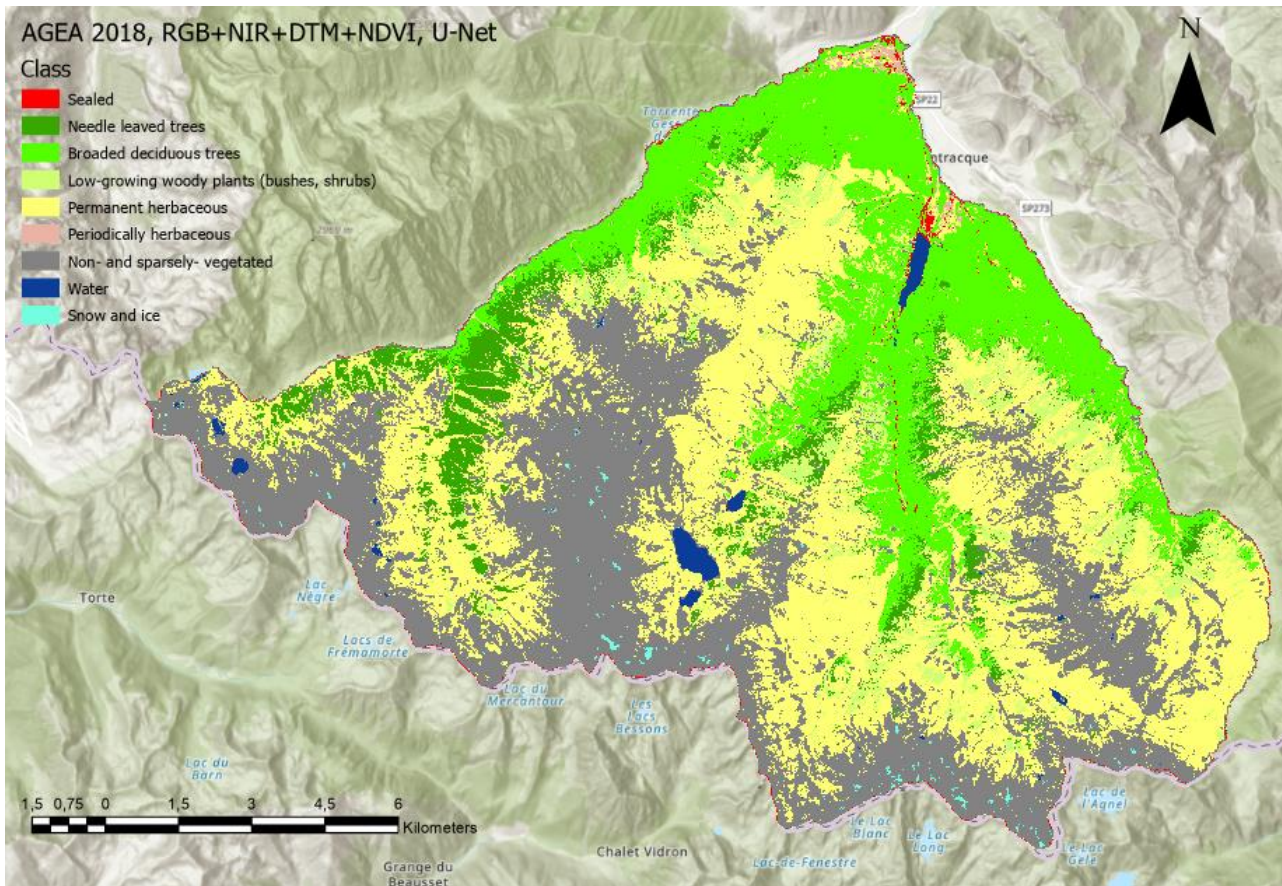 AGEA 2018, RGB+NIR+DTM+NDVI, U-Net
Class
Sealed
Needle leaved trees
Broaded deciduous trees
Low-growing woody plants (bushes, shrubs)
Permanent herbaceous
Periodically herbaceous
Non- and sparsely- vegetated
Water
Snow and ice
N
Torrente
SP22
ntracque
SP273
Torte
Lac
Nègre
Lacs de
Frémamorte
Lac du
Mercantour
Les
Lacs
Bessons
Lac du
Barn
Lac de
l'Agnel
Le Lac
Blanc
Le Lac
Long
Le Lac
Gelé
Lac-de-Fenestre
Chalet Vidron
Grange du
Beausset
1,5 0,75 0 1,5 3 4,5 6
Kilometers